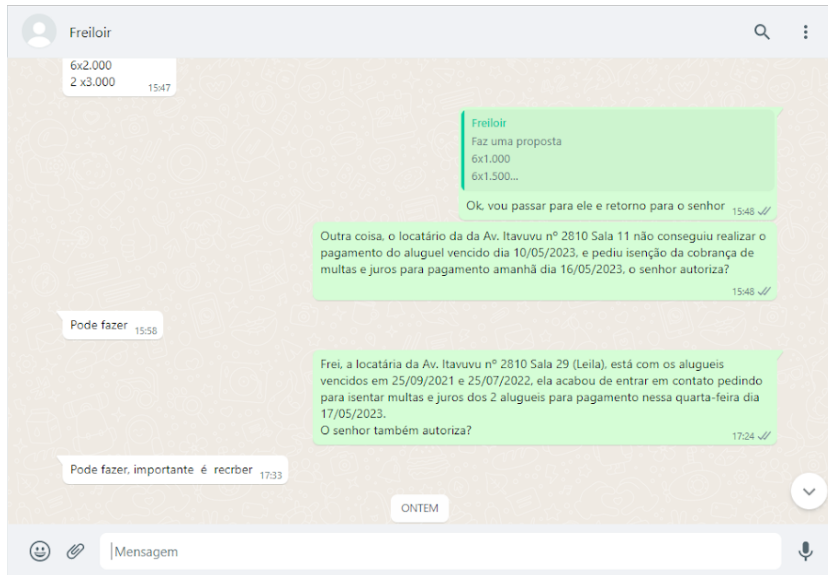 Freiloir
6x2.000
2 x3.000
15:47
Freiloir
Faz uma proposta
6x1.000
6x1.500...
Ok, vou passar para ele e retorno para o senhor 15:48
Outra coisa, o locatário da da Av. Itavuvu nº 2810 Sala 11 não conseguiu realizar o
pagamento do aluguel vencido dia 10/05/2023, e pediu isenção da cobrança de
multas e juros para pagamento amanhã dia 16/05/2023, o senhor autoriza?
15:48
Pode fazer 15:58
Frei, a locatária da Av. Itavuvu nº 2810 Sala 29 (Leila), está com os alugueis
vencidos em 25/09/2021 e 25/07/2022, ela acabou de entrar em contato pedindo
para isentar multas e juros dos 2 alugueis para pagamento nessa quarta-feira dia
17/05/2023.
O senhor também autoriza?
17:24
Pode fazer, importante é recrber 17:33
ONTEM
Mensagem